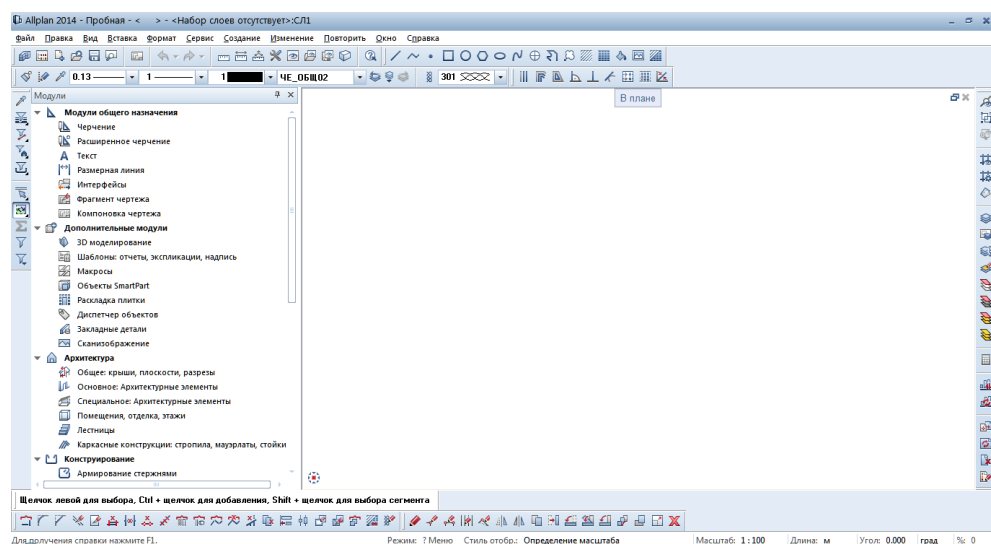 Allplan 2014 - Пробная - < > - <Набор слоев отсутствует>:СЛ1
Файл Правка Вид Вставка Формат Сервис Создание Изменение Повторить Окно Справка
0.13 1 1 ЧЕ_ОБЩ02 301
Модули
В плане
Модули общего назначения
Черчение
Расширенное черчение
Текст
Размерная линия
Интерфейсы
Фрагмент чертежа
Компоновка чертежа
Дополнительные модули
3D моделирование
Шаблоны: отчеты, экспликации, надпись
Макросы
Объекты SmartPart
Раскладка плитки
Диспетчер объектов
Закладные детали
Сканизображение
Архитектура
Общее: крыши, плоскости, разрезы
Основное: Архитектурные элементы
Специальное: Архитектурные элементы
Помещения, отделка, этажи
Лестницы
Каркасные конструкции: стропила, мауэрлаты, стойки
Конструирование
Армирование стержнями
Щелчок левой для выбора, Ctrl + щелчок для добавления, Shift + щелчок для выбора сегмента
Для получения справки нажмите F1.
Режим: ? Меню Стиль отобр.: Определение масштаба Масштаб: 1 : 100 Длина: м Угол: 0.000 град %: 0